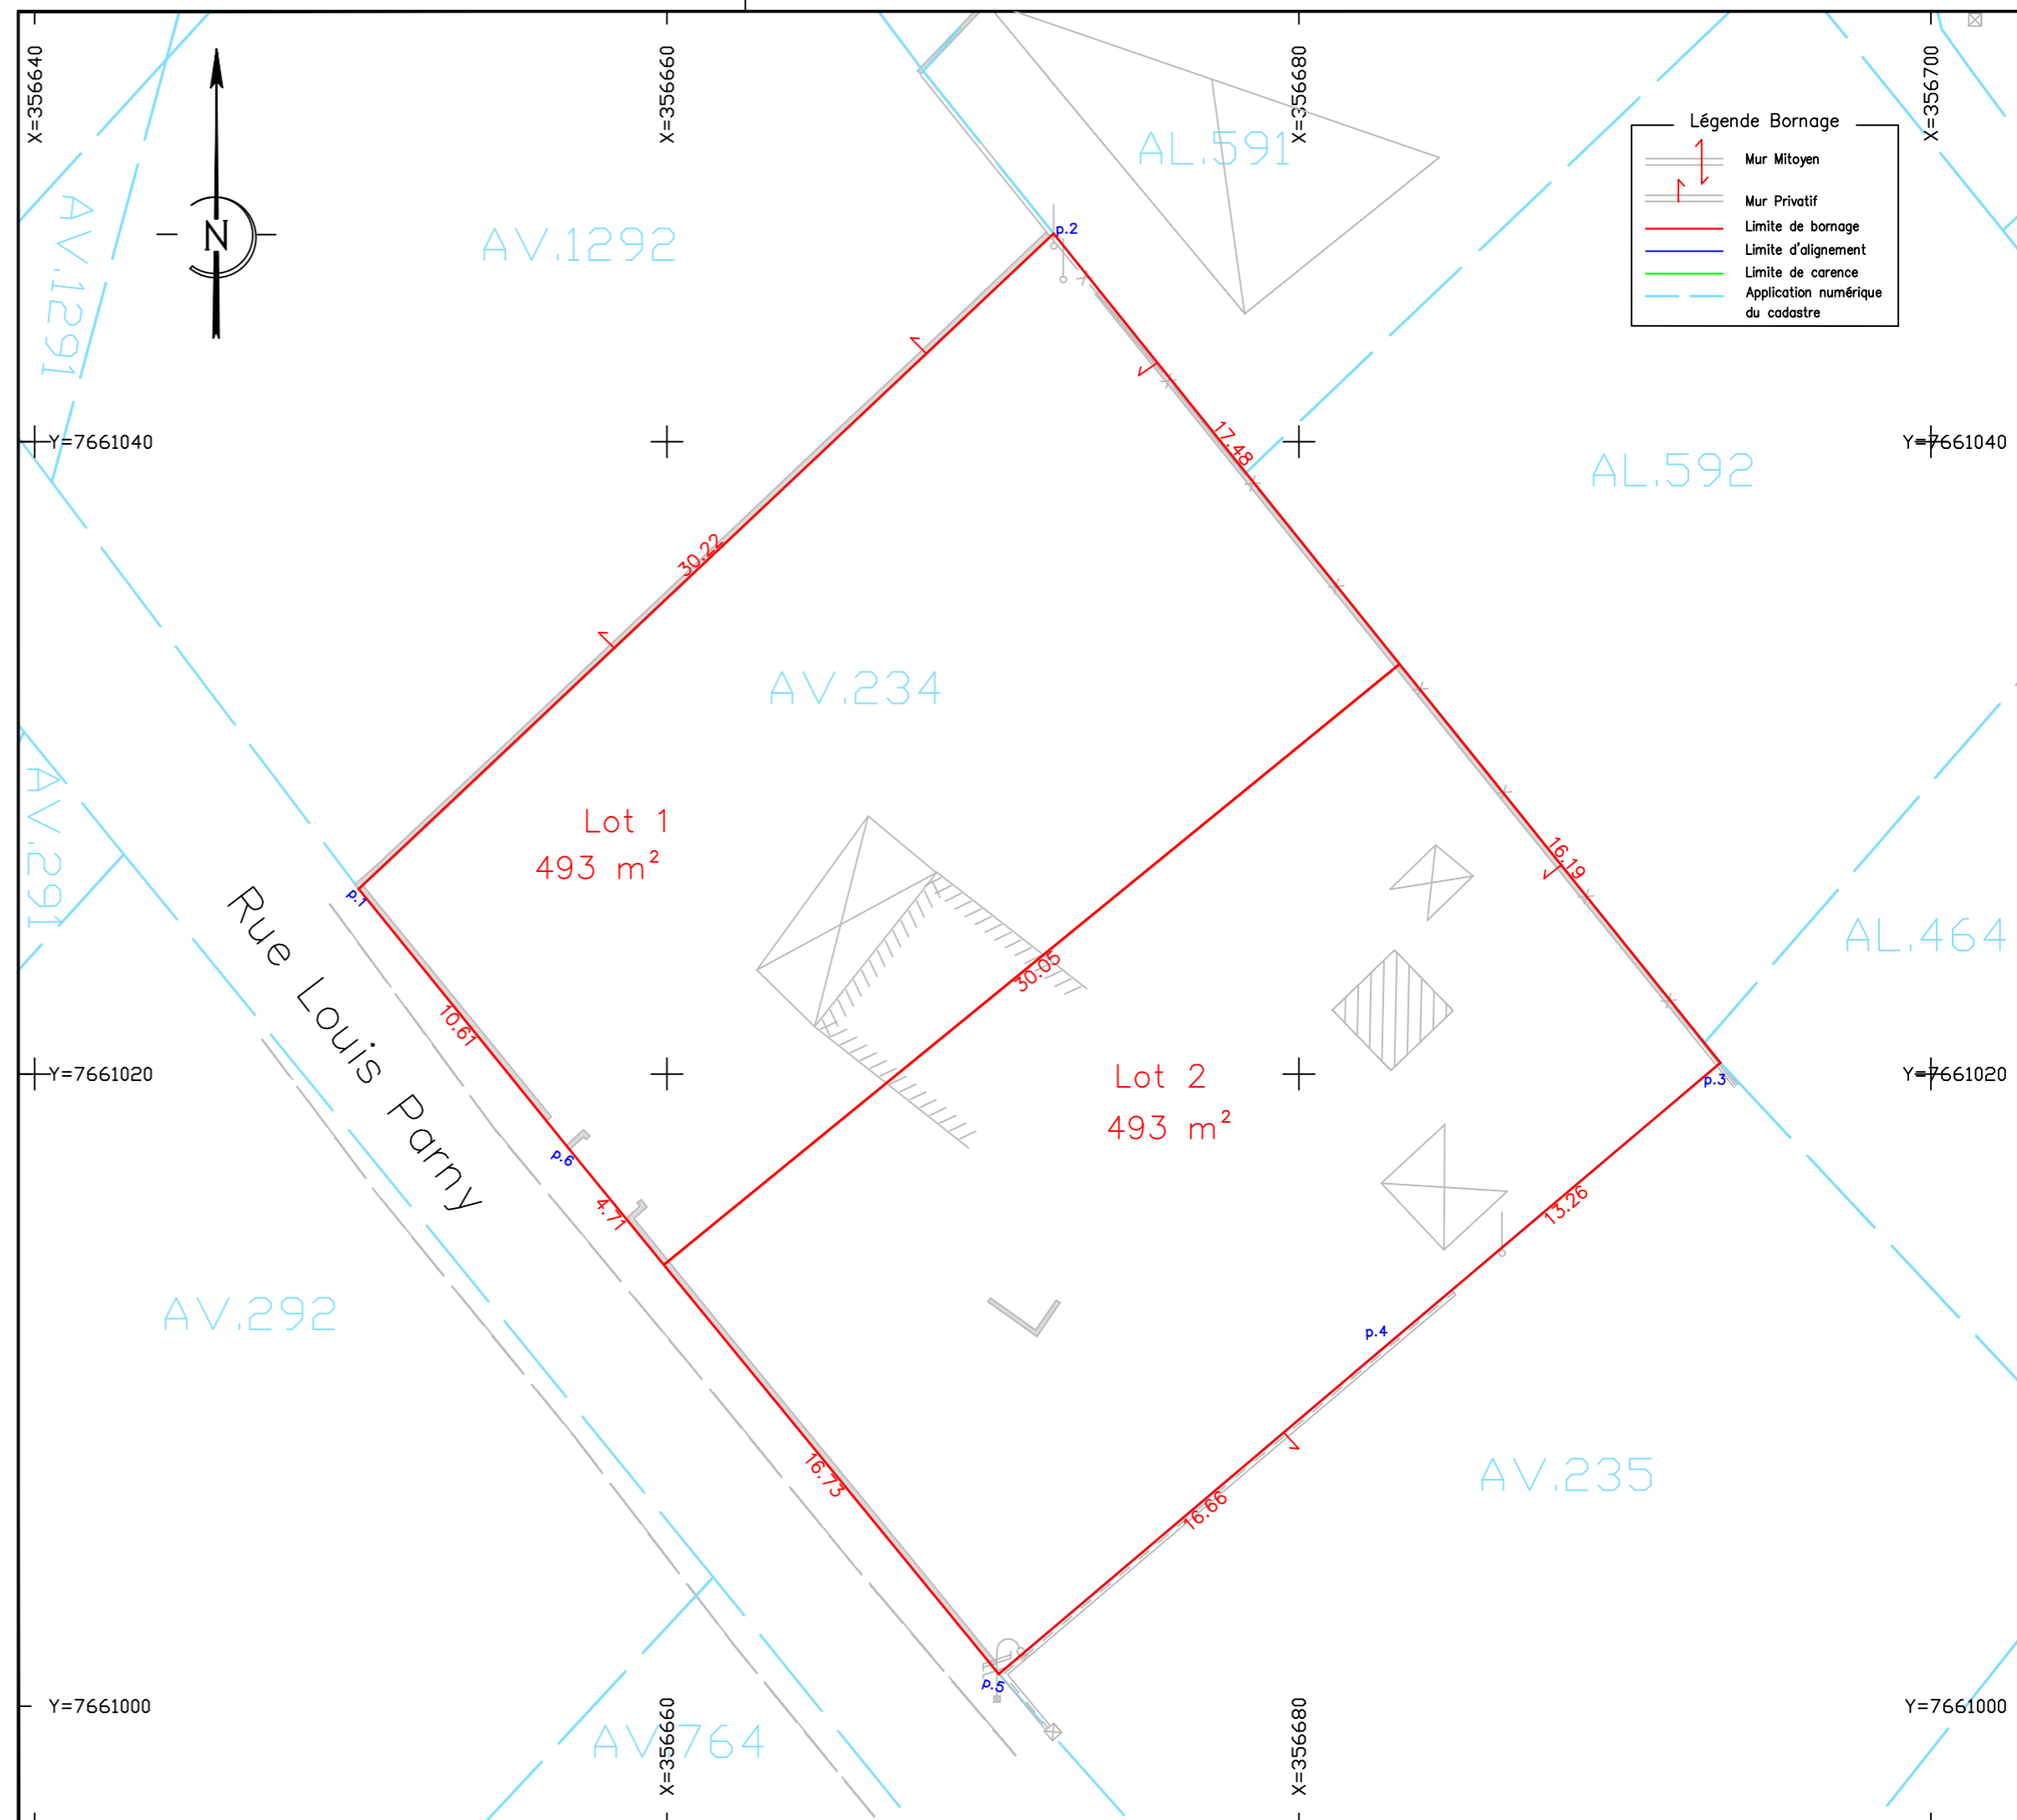 X=356640
X=356660
X=356680
X=356700
Légende Bornage
Mur Mitoyen
Mur Privatif
Limite de bornage
Limite d'alignement
Limite de carence
Application numérique
du cadastre
N
AL.591
AV.1292
AV.1291
p.2
Y=7661040
Y=7661040
17.48
AL.592
30.22
AV.234
AV.291
Lot 1
493 m²
p.1
Rue Louis Parny
10.61
16.19
AL.464
30.05
Y=7661020
Lot 2
493 m²
Y=7661020
p.3
p.6
4.71
13.26
AV.292
p.4
16.73
16.66
AV.235
p.5
Y=7661000
Y=7661000
AV.764
X=356660
X=356680